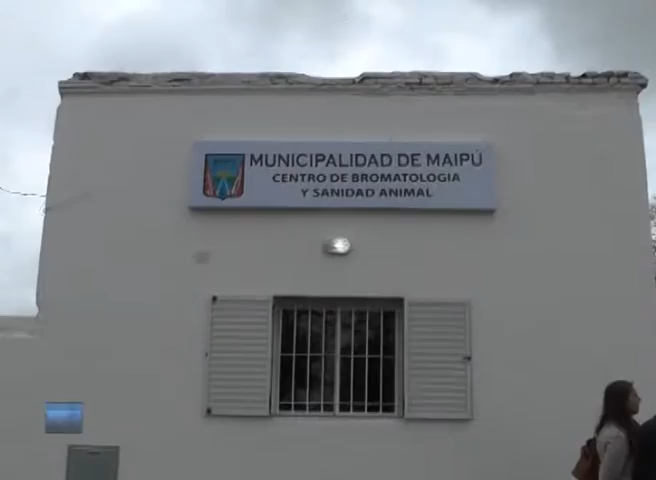 MUNICIPALIDAD DE MAIPÚ
CENTRO DE BROMATOLOGIA
Y SANIDAD ANIMAL